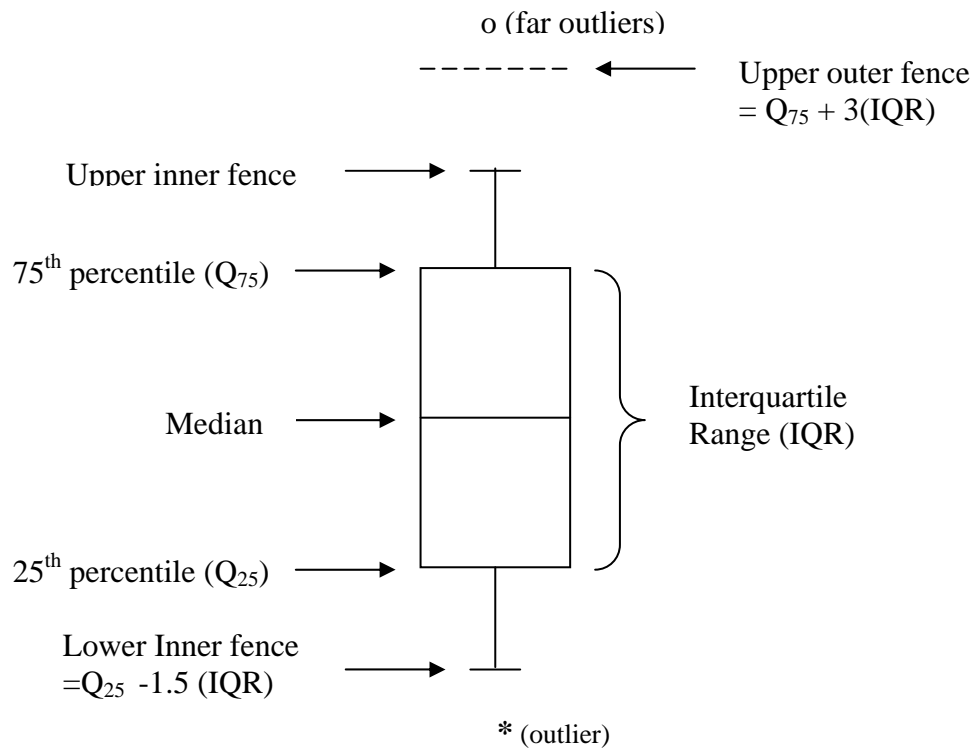 o (far outliers)
Upper outer fence
= Q75 + 3(IQR)
Upper inner fence
75th percentile (Q75)
Median
Interquartile
Range (IQR)
25th percentile (Q25)
Lower Inner fence
=Q25 -1.5 (IQR)
* (outlier)